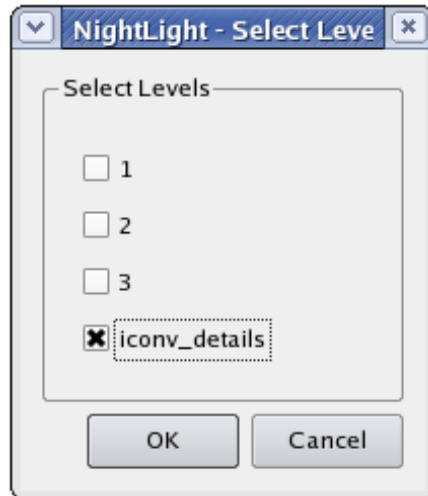 NightLight - Select Leve
Select Levels
1
2
3
iconv_details
OK Cancel